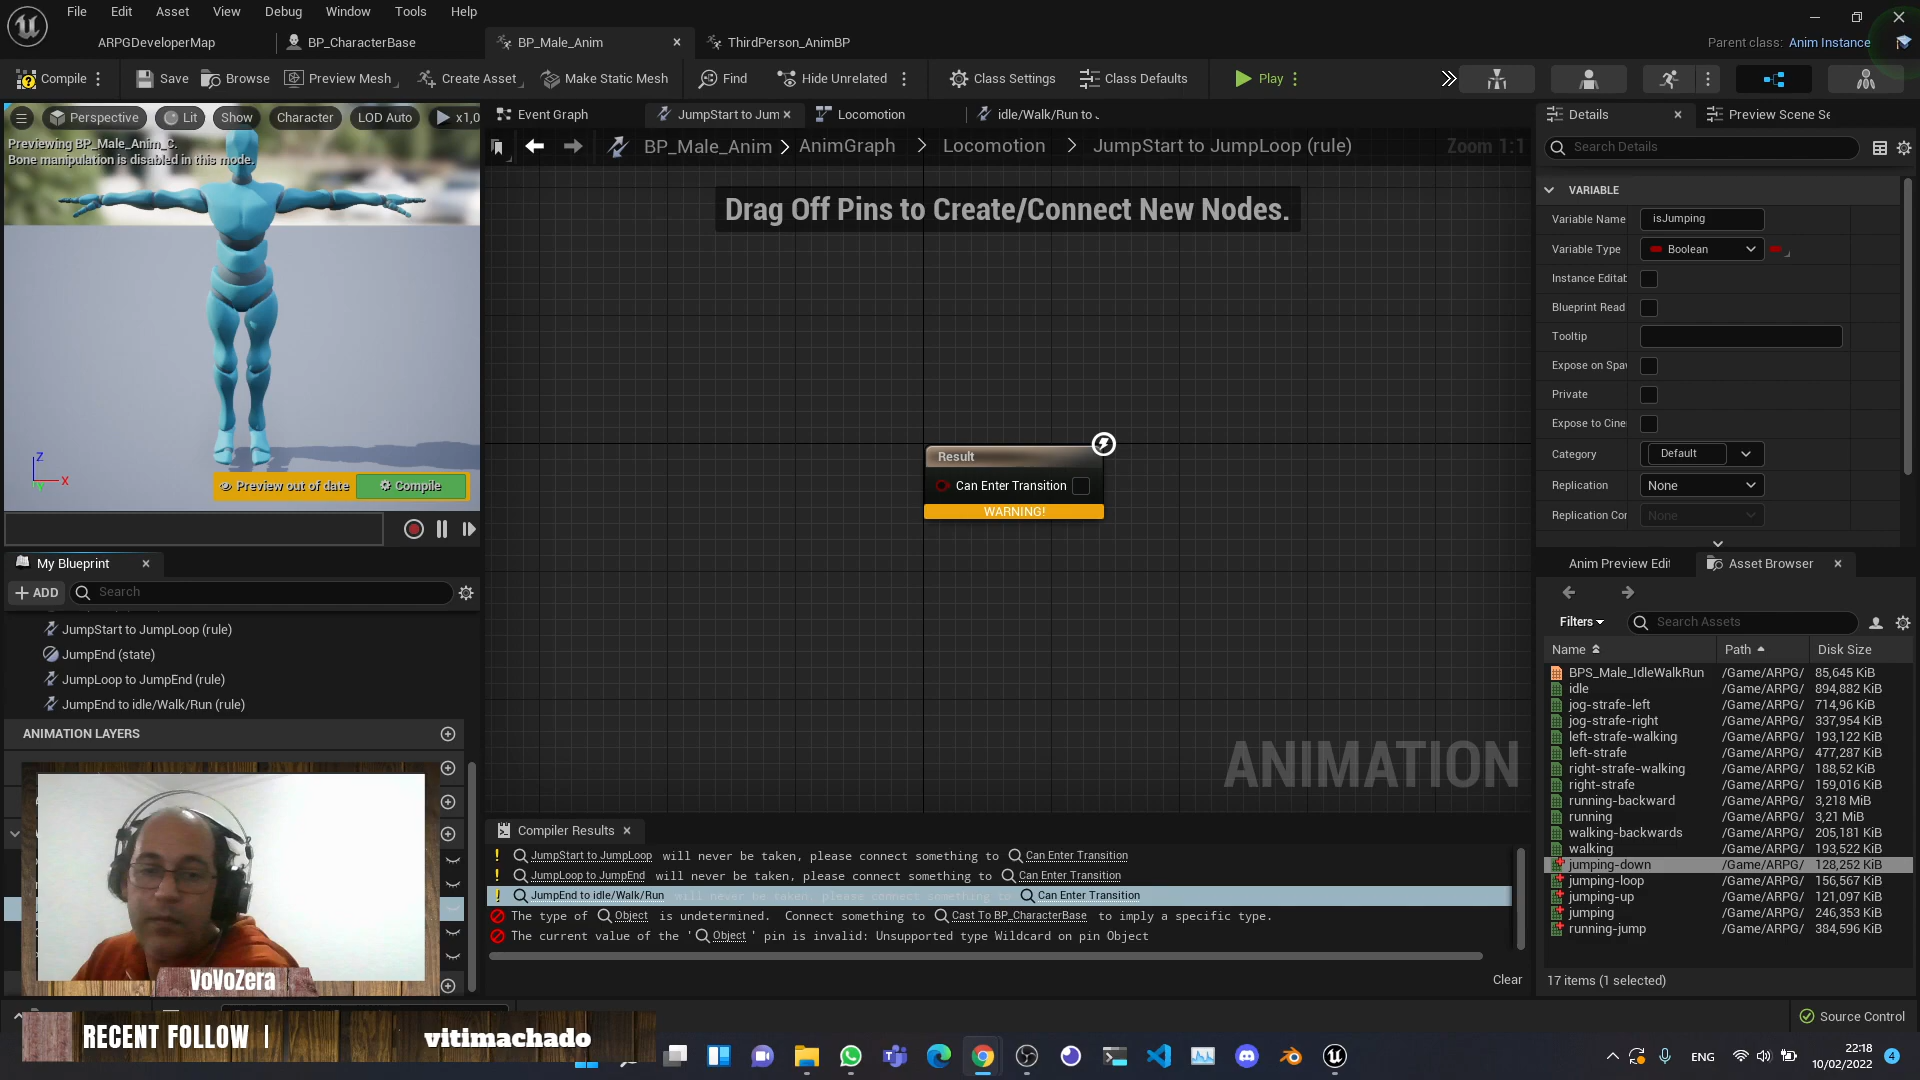 File Edit Asset View Debug Window Tools Help
ARPGDeveloperMap BP_CharacterBase BP_Male_Anim ThirdPerson_AnimBP
Parent class: Anim Instance
Compile Save Browse Preview Mesh Create Asset Make Static Mesh Find Hide Unrelated Class Settings Class Defaults Play
Perspective Lit Show Character LOD Auto x1,0
Previewing BP_Male_Anim_C.
Bone manipulation is disabled in this mode.
Z
X
Y
Preview out of date Compile
Event Graph JumpStart to Jum Locomotion idle/Walk/Run to
BP_Male_Anim > AnimGraph > Locomotion > JumpStart to JumpLoop (rule)
Zoom 1:1
Drag Off Pins to Create/Connect New Nodes.
Result
Can Enter Transition
WARNING!
ANIMATION
My Blueprint
ADD Search
JumpStart to JumpLoop (rule)
JumpEnd (state)
JumpLoop to JumpEnd (rule)
JumpEnd to idle/Walk/Run (rule)
ANIMATION LAYERS
VoVoZera
RECENT FOLLOW | vitimachado
Compiler Results
! JumpStart to JumpLoop will never be taken, please connect something to Can Enter Transition
! JumpLoop to JumpEnd will never be taken, please connect something to Can Enter Transition
! JumpEnd to idle/Walk/Run will never be taken, please connect something to Can Enter Transition
The type of Object is undetermined. Connect something to Cast To BP_CharacterBase to imply a specific type.
The current value of the ' Object ' pin is invalid: Unsupported type Wildcard on pin Object
Clear
Details Preview Scene Se
Search Details
VARIABLE
Variable Name isJumping
Variable Type Boolean
Instance Editab
Blueprint Read
Tooltip
Expose on Spaw
Private
Expose to Cine
Category Default
Replication None
Replication Cor None
Anim Preview Edit Asset Browser
Filters Search Assets
Name Path Disk Size
BPS_Male_IdleWalkRun /Game/ARPG/ 85,645 KiB
idle /Game/ARPG/ 894,882 KiB
jog-strafe-left /Game/ARPG/ 714,96 KiB
jog-strafe-right /Game/ARPG/ 337,954 KiB
left-strafe-walking /Game/ARPG/ 193,122 KiB
left-strafe /Game/ARPG/ 477,287 KiB
right-strafe-walking /Game/ARPG/ 188,52 KiB
right-strafe /Game/ARPG/ 159,016 KiB
running-backward /Game/ARPG/ 3,218 MiB
running /Game/ARPG/ 3,21 MiB
walking-backwards /Game/ARPG/ 205,181 KiB
walking /Game/ARPG/ 193,522 KiB
jumping-down /Game/ARPG/ 128,252 KiB
jumping-loop /Game/ARPG/ 156,567 KiB
jumping-up /Game/ARPG/ 121,097 KiB
jumping /Game/ARPG/ 246,353 KiB
running-jump /Game/ARPG/ 384,596 KiB
17 items (1 selected)
Source Control
ENG 22:18
10/02/2022 4